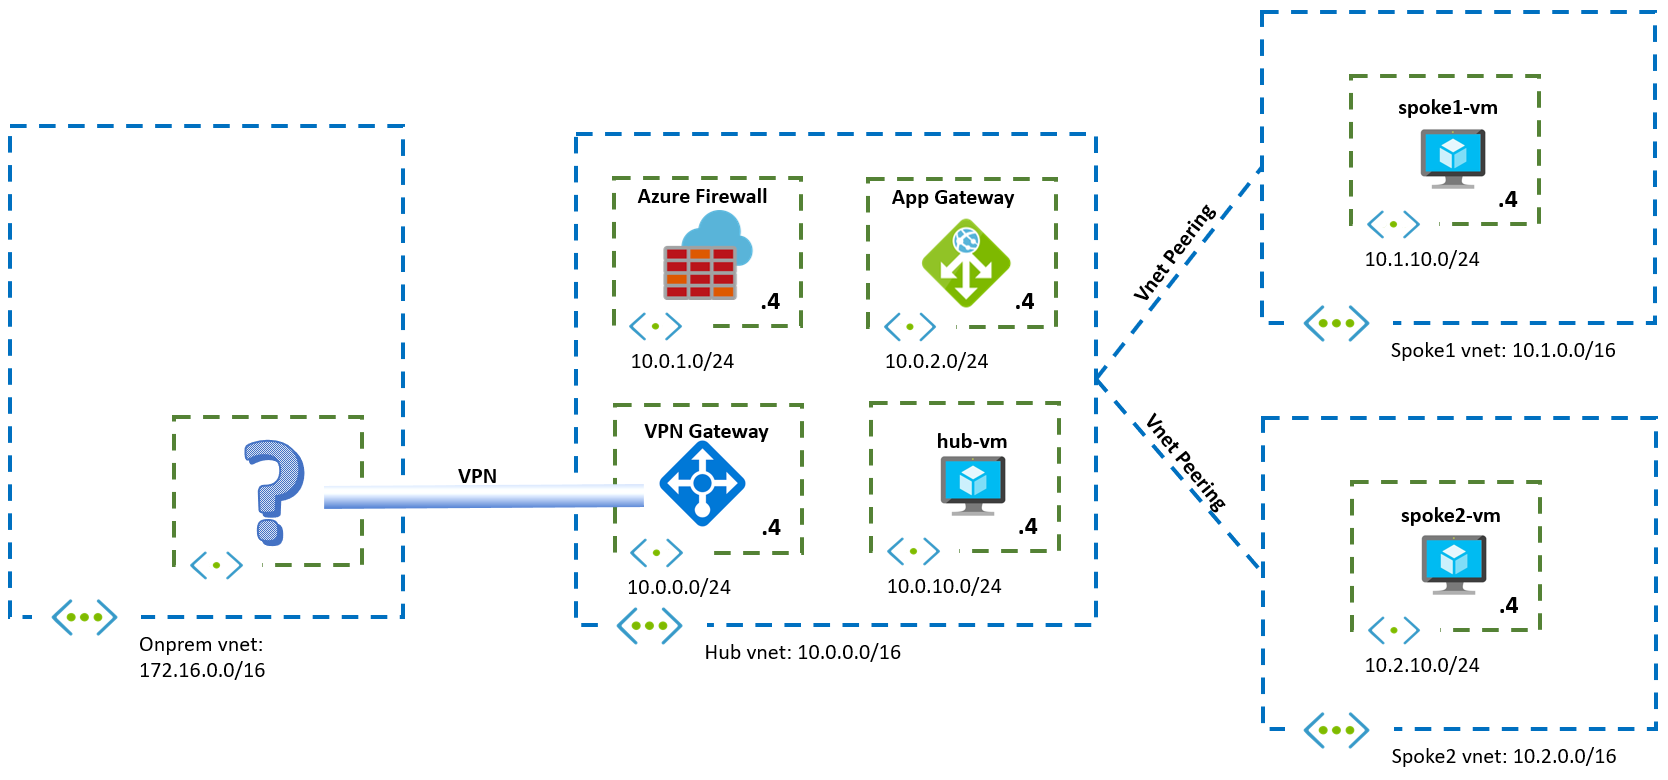 VPN
Onprem vnet:
172.16.0.0/16
Azure Firewall
.4
10.0.1.0/24
App Gateway
.4
10.0.2.0/24
VPN Gateway
.4
10.0.0.0/24
hub-vm
.4
10.0.10.0/24
Hub vnet: 10.0.0.0/16
Vnet Peering
Vnet Peering
spoke1-vm
.4
10.1.10.0/24
Spoke1 vnet: 10.1.0.0/16
spoke2-vm
.4
10.2.10.0/24
Spoke2 vnet: 10.2.0.0/16